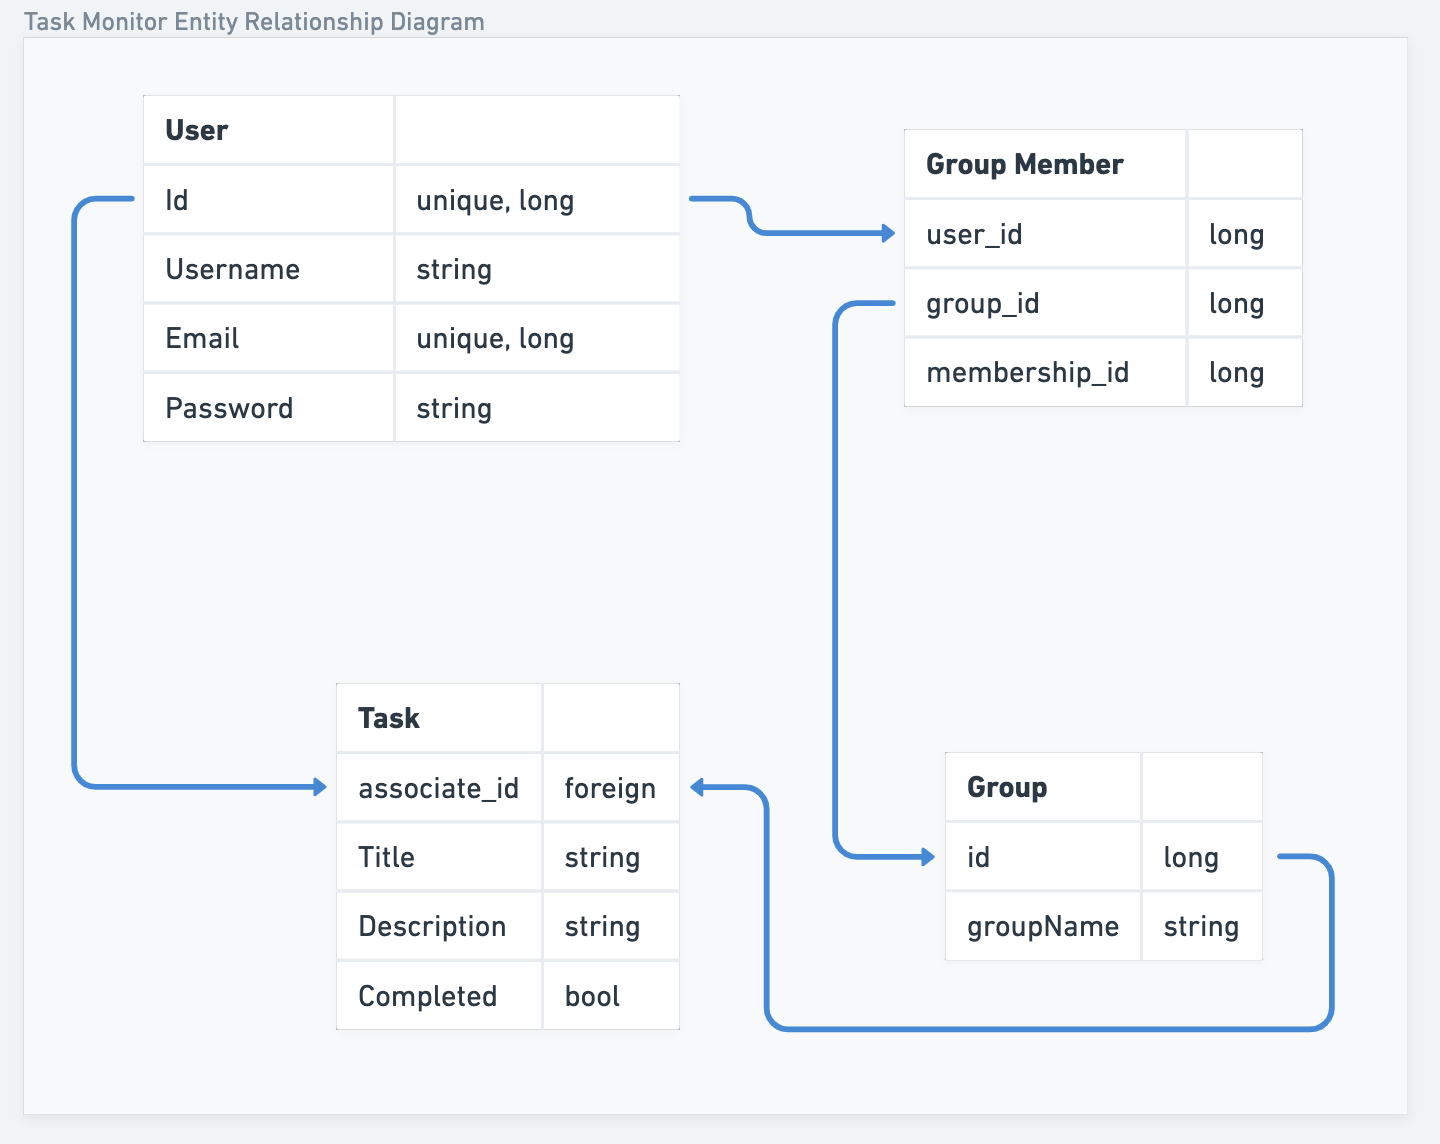 Task Monitor Entity Relationship Diagram
User
Id unique, long
Username string
Email unique, long
Password string
Group Member
user_id long
group_id long
membership_id long
Task
associate_id foreign
Title string
Description string
Completed bool
Group
id long
groupName string